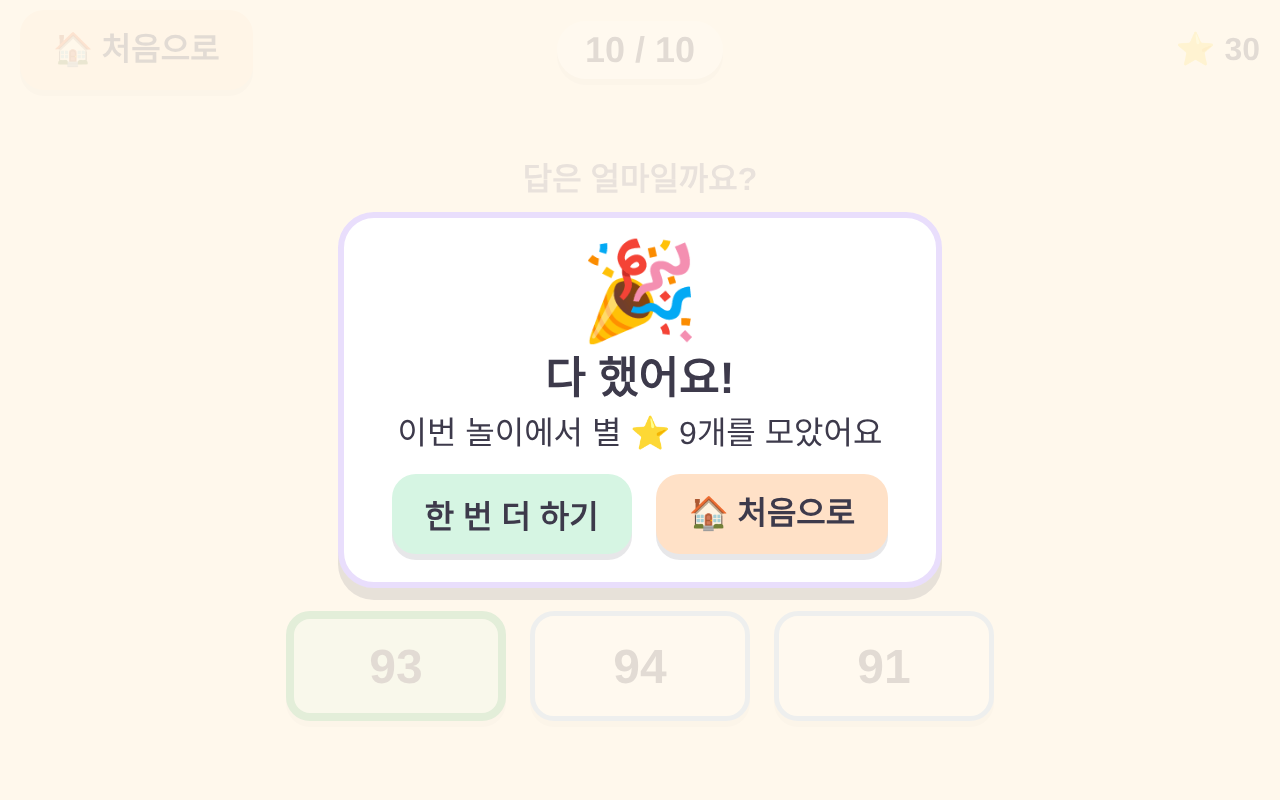 🏠 처음으로
10 / 10
⭐ 30
답은 얼마일까요?
다 했어요!
이번 놀이에서 별 ⭐ 9개를 모았어요
한 번 더 하기
🏠 처음으로
93
94
91